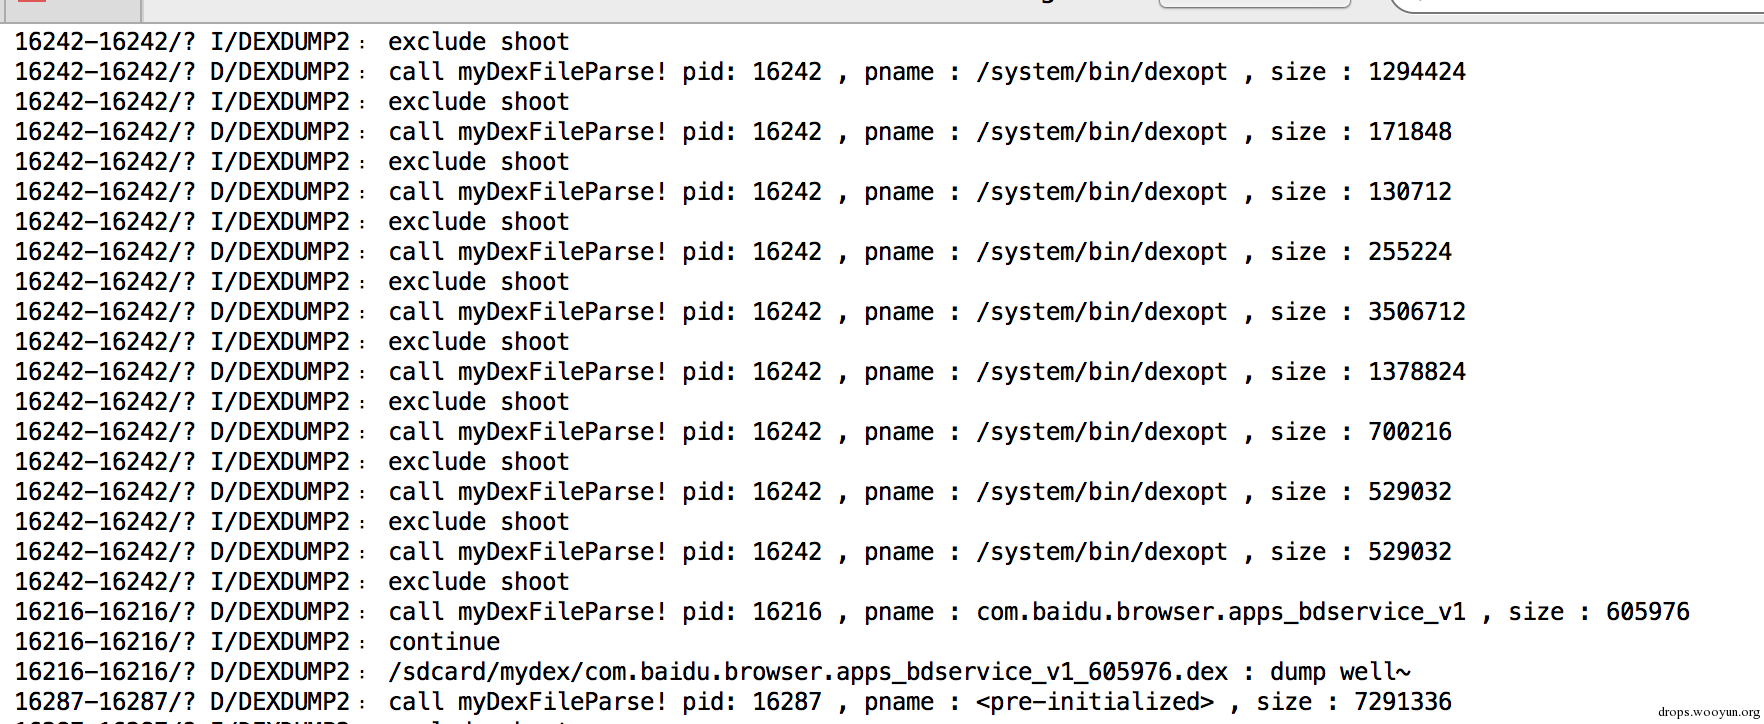 16242-16242/? I/DEXDUMP2: exclude shoot
16242-16242/? D/DEXDUMP2: call myDexFileParse! pid: 16242 , pname : /system/bin/dexopt , size : 1294424
16242-16242/? I/DEXDUMP2: exclude shoot
16242-16242/? D/DEXDUMP2: call myDexFileParse! pid: 16242 , pname : /system/bin/dexopt , size : 171848
16242-16242/? I/DEXDUMP2: exclude shoot
16242-16242/? D/DEXDUMP2: call myDexFileParse! pid: 16242 , pname : /system/bin/dexopt , size : 130712
16242-16242/? I/DEXDUMP2: exclude shoot
16242-16242/? D/DEXDUMP2: call myDexFileParse! pid: 16242 , pname : /system/bin/dexopt , size : 255224
16242-16242/? I/DEXDUMP2: exclude shoot
16242-16242/? D/DEXDUMP2: call myDexFileParse! pid: 16242 , pname : /system/bin/dexopt , size : 3506712
16242-16242/? I/DEXDUMP2: exclude shoot
16242-16242/? D/DEXDUMP2: call myDexFileParse! pid: 16242 , pname : /system/bin/dexopt , size : 1378824
16242-16242/? I/DEXDUMP2: exclude shoot
16242-16242/? D/DEXDUMP2: call myDexFileParse! pid: 16242 , pname : /system/bin/dexopt , size : 700216
16242-16242/? I/DEXDUMP2: exclude shoot
16242-16242/? D/DEXDUMP2: call myDexFileParse! pid: 16242 , pname : /system/bin/dexopt , size : 529032
16242-16242/? I/DEXDUMP2: exclude shoot
16242-16242/? D/DEXDUMP2: call myDexFileParse! pid: 16242 , pname : /system/bin/dexopt , size : 529032
16242-16242/? I/DEXDUMP2: exclude shoot
16216-16216/? D/DEXDUMP2: call myDexFileParse! pid: 16216 , pname : com.baidu.browser.apps_bdservice_v1 , size : 605976
16216-16216/? I/DEXDUMP2: continue
16216-16216/? D/DEXDUMP2: /sdcard/mydex/com.baidu.browser.apps_bdservice_v1_605976.dex : dump well~
16287-16287/? D/DEXDUMP2: call myDexFileParse! pid: 16287 , pname : <pre-initialized> , size : 7291336
drops.wooyun.org